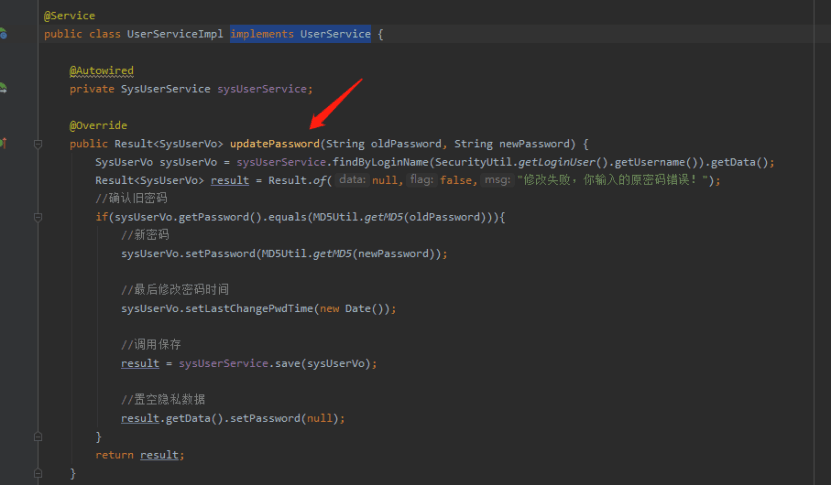 @Service
public class UserServiceImpl implements UserService {
@Autowired
private SysUserService sysUserService;
@Override
public Result<SysUserVo> updatePassword(String oldPassword, String newPassword) {
SysUserVo sysUserVo = sysUserService.findByLoginName(SecurityUtil.getLoginUser().getUsername()).getData();
Result<SysUserVo> result = Result.of( data: null, flag: false, msg: "修改失败，你输入的原密码错误！");
//确认旧密码
if(sysUserVo.getPassword().equals(MD5Util.getMD5(oldPassword))){
//新密码
sysUserVo.setPassword(MD5Util.getMD5(newPassword));
//最后修改密码时间
sysUserVo.setLastChangePwdTime(new Date());
//调用保存
result = sysUserService.save(sysUserVo);
//置空隐私数据
result.getData().setPassword(null);
}
return result;
}